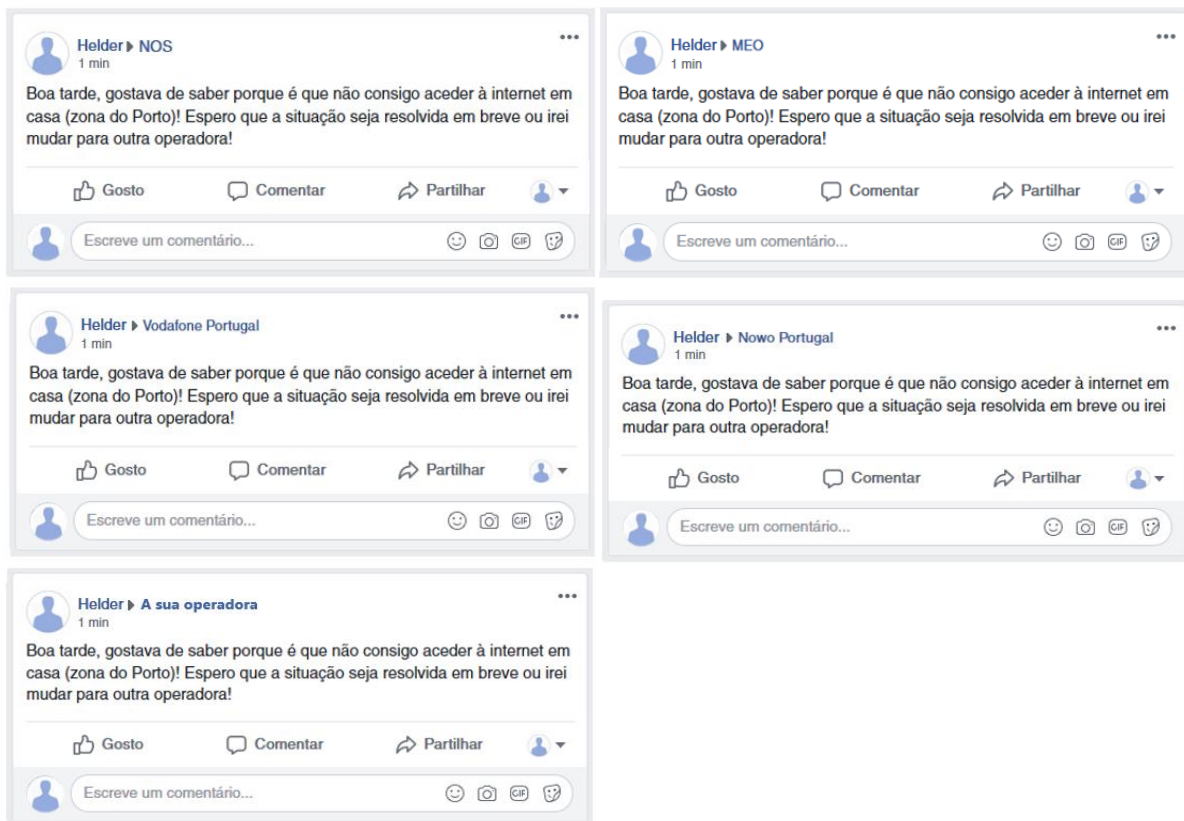 Helder ▸ NOS
1 min
Boa tarde, gostava de saber porque é que não consigo aceder à internet em
casa (zona do Porto)! Espero que a situação seja resolvida em breve ou irei
mudar para outra operadora!
Gosto Comentar Partilhar
Escreve um comentário... GIF
Helder ▸ MEO
1 min
Boa tarde, gostava de saber porque é que não consigo aceder à internet em
casa (zona do Porto)! Espero que a situação seja resolvida em breve ou irei
mudar para outra operadora!
Gosto Comentar Partilhar
Escreve um comentário... GIF
Helder ▸ Vodafone Portugal
1 min
Boa tarde, gostava de saber porque é que não consigo aceder à internet em
casa (zona do Porto)! Espero que a situação seja resolvida em breve ou irei
mudar para outra operadora!
Gosto Comentar Partilhar
Escreve um comentário... GIF
Helder ▸ Nowo Portugal
1 min
Boa tarde, gostava de saber porque é que não consigo aceder à internet em
casa (zona do Porto)! Espero que a situação seja resolvida em breve ou irei
mudar para outra operadora!
Gosto Comentar Partilhar
Escreve um comentário... GIF
Helder ▸ A sua operadora
1 min
Boa tarde, gostava de saber porque é que não consigo aceder à internet em
casa (zona do Porto)! Espero que a situação seja resolvida em breve ou irei
mudar para outra operadora!
Gosto Comentar Partilhar
Escreve um comentário... GIF